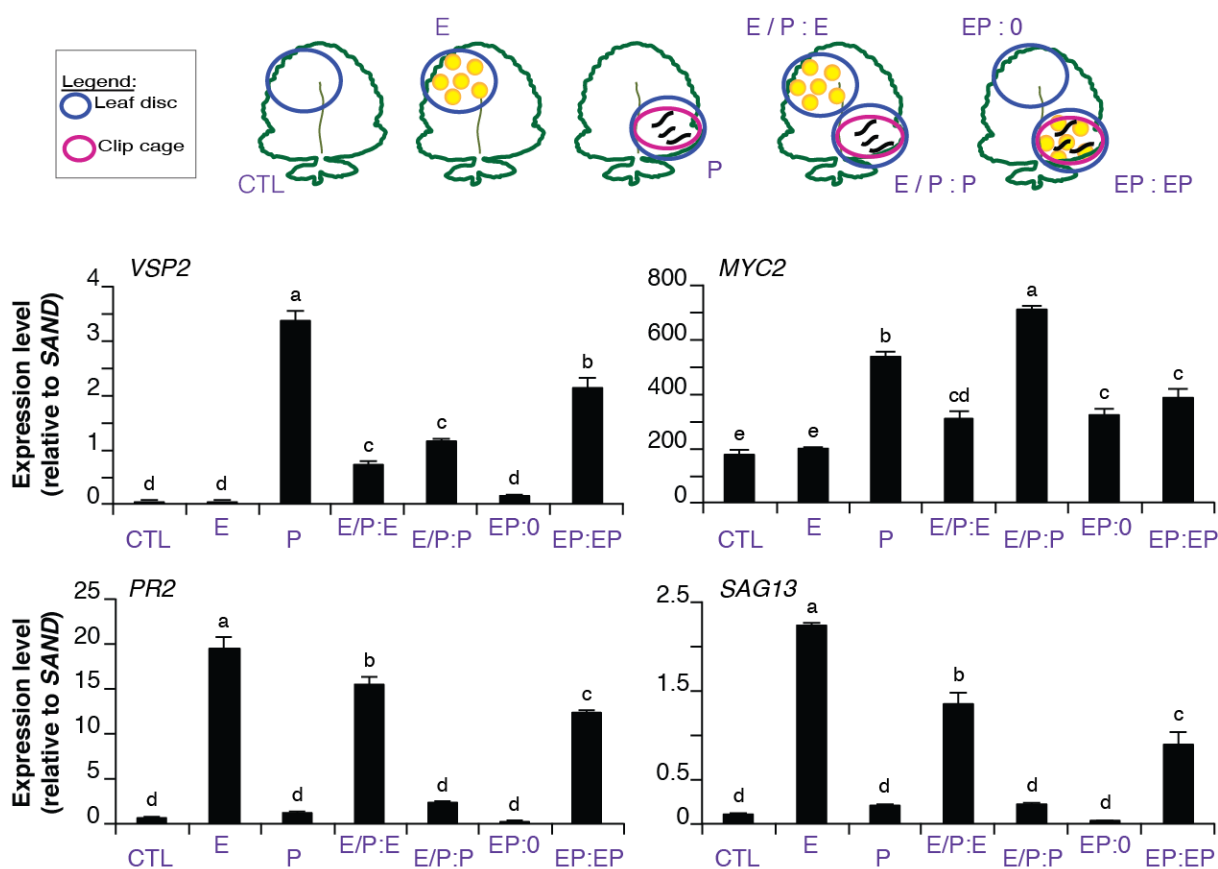 E
E / P : E
EP : 0
Legend:
Leaf disc
Clip cage
CTL
P
E / P : P
EP : EP
VSP2
Expression level
(relative to SAND)
4
3
2
1
0
d
d
a
c
c
d
b
CTL
E
P
E/P:E
E/P:P
EP:0
EP:EP
MYC2
800
600
400
200
0
e
e
b
cd
a
c
c
CTL
E
P
E/P:E
E/P:P
EP:0
EP:EP
PR2
Expression level
(relative to SAND)
25
20
15
10
5
0
d
a
d
b
d
d
c
CTL
E
P
E/P:E
E/P:P
EP:0
EP:EP
SAG13
2.5
1.5
1
0
d
a
d
b
d
d
c
CTL
E
P
E/P:E
E/P:P
EP:0
EP:EP